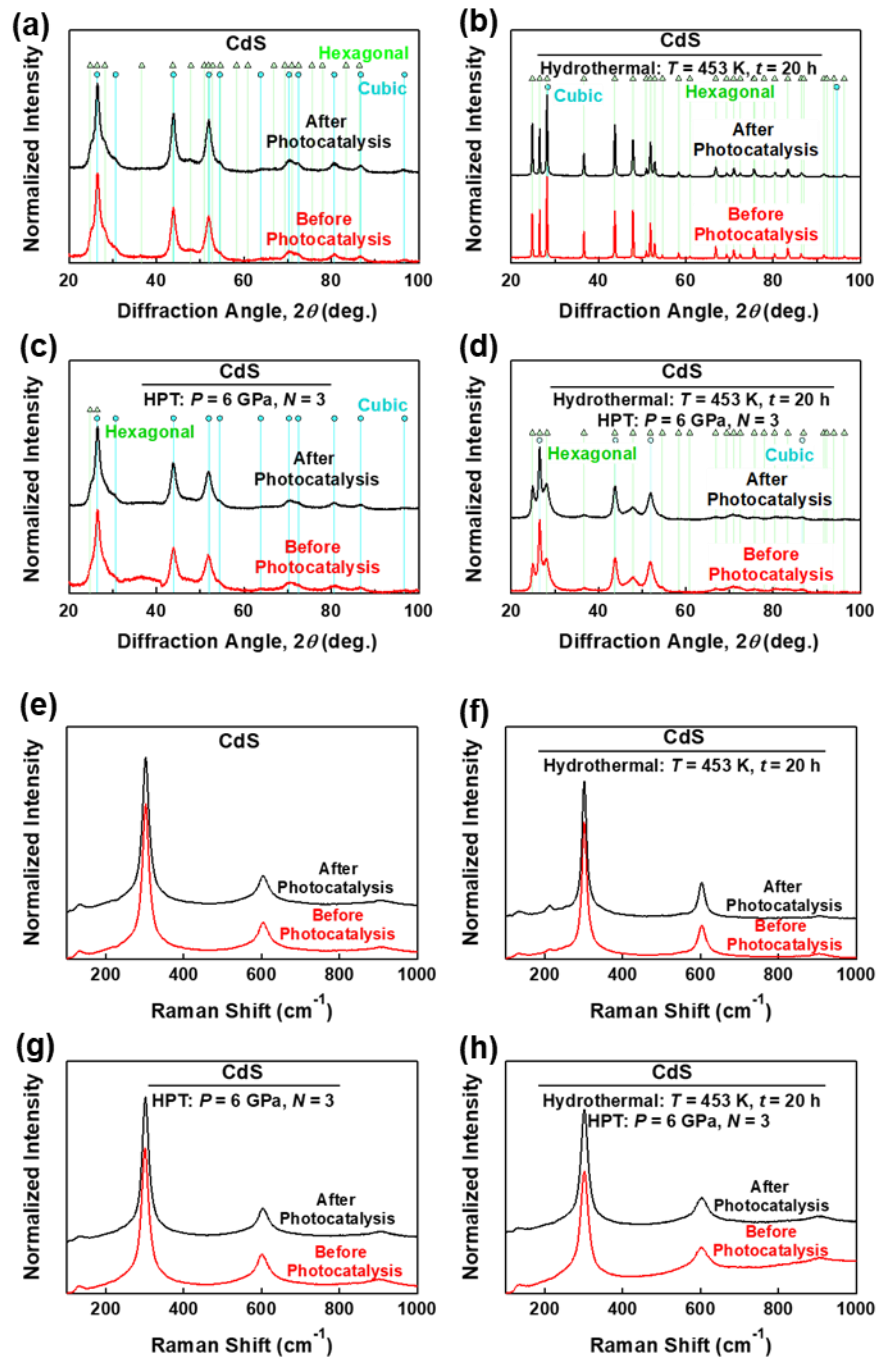 (a)
CdS
Hexagonal
Cubic
After
Photocatalysis
Before
Photocatalysis
Normalized Intensity
20 40 60 80 100
Diffraction Angle, 2θ (deg.)
(b)
CdS
Hydrothermal: T = 453 K, t = 20 h
Cubic
Hexagonal
After
Photocatalysis
Before
Photocatalysis
Normalized Intensity
20 40 60 80 100
Diffraction Angle, 2θ (deg.)
(c)
CdS
HPT: P = 6 GPa, N = 3
Cubic
Hexagonal
After
Photocatalysis
Before
Photocatalysis
Normalized Intensity
20 40 60 80 100
Diffraction Angle, 2θ (deg.)
(d)
CdS
Hydrothermal: T = 453 K, t = 20 h
HPT: P = 6 GPa, N = 3
Hexagonal
Cubic
After
Photocatalysis
Before
Photocatalysis
Normalized Intensity
20 40 60 80 100
Diffraction Angle, 2θ (deg.)
(e)
CdS
After
Photocatalysis
Before
Photocatalysis
Normalized Intensity
200 400 600 800 1000
Raman Shift (cm⁻¹)
(f)
CdS
Hydrothermal: T = 453 K, t = 20 h
After
Photocatalysis
Before
Photocatalysis
Normalized Intensity
200 400 600 800 1000
Raman Shift (cm⁻¹)
(g)
CdS
HPT: P = 6 GPa, N = 3
After
Photocatalysis
Before
Photocatalysis
Normalized Intensity
200 400 600 800 1000
Raman Shift (cm⁻¹)
(h)
CdS
Hydrothermal: T = 453 K, t = 20 h
HPT: P = 6 GPa, N = 3
After
Photocatalysis
Before
Photocatalysis
Normalized Intensity
200 400 600 800 1000
Raman Shift (cm⁻¹)